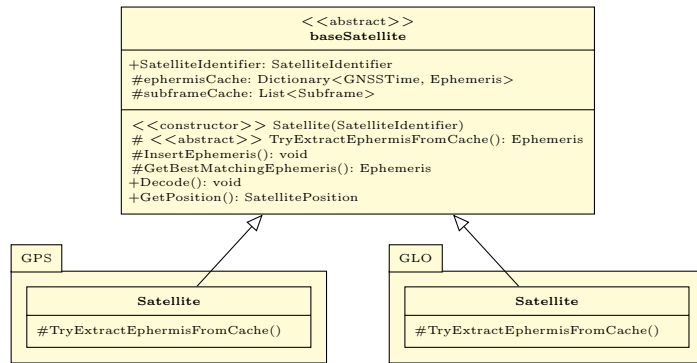 <<abstract>>
baseSatellite
+SatelliteIdentifier: SatelliteIdentifier
#ephermisCache: Dictionary<GNSSTime, Ephemeris>
#subframeCache: List<Subframe>
<<constructor>> Satellite(SatelliteIdentifier)
# <<abstract>> TryExtractEphermisFromCache(): Ephemeris
#InsertEphemeris(): void
#GetBestMatchingEphemeris(): Ephemeris
+Decode(): void
+GetPosition(): SatellitePosition
GPS
Satellite
#TryExtractEphermisFromCache()
GLO
Satellite
#TryExtractEphermisFromCache()